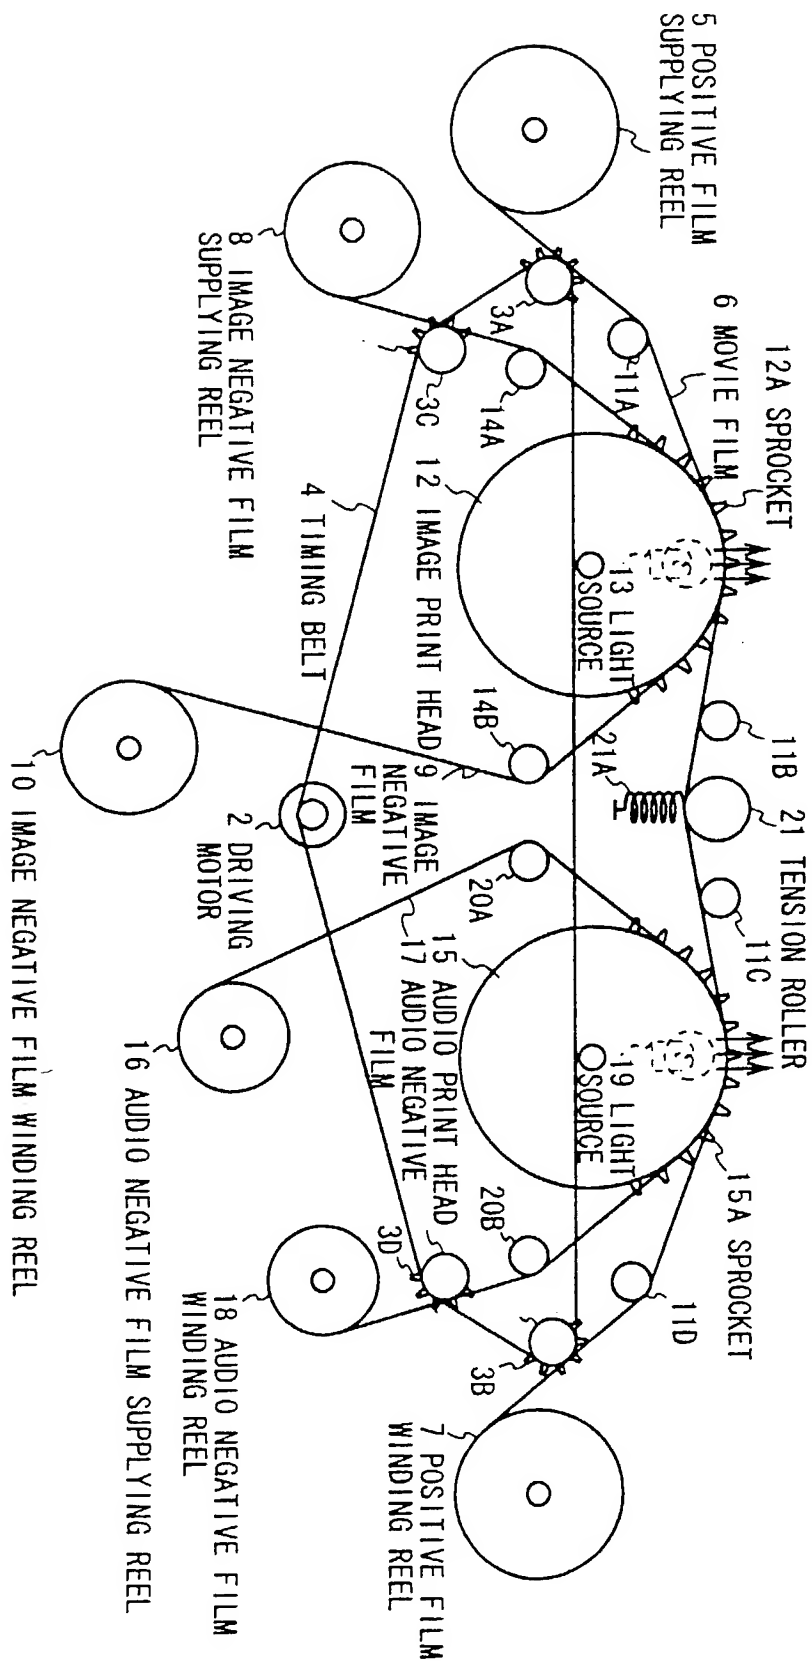 5 POSITIVE FILM
SUPPLYING REEL
6 MOVIE FILM
12A SPROCKET
11B
21 TENSION ROLLER
11C
15A SPROCKET
11D
3A
11A
13 LIGHT
SOURCE
21A
19 LIGHT
SOURCE
3B
7 POSITIVE FILM
WINDING REEL
8 IMAGE NEGATIVE FILM
SUPPLYING REEL
3C
14A
12 IMAGE PRINT HEAD
14B
9 IMAGE
NEGATIVE
FILM
20A
15 AUDIO PRINT HEAD
17 AUDIO NEGATIVE
FILM
20B
3D
4 TIMING BELT
2 DRIVING
MOTOR
18 AUDIO NEGATIVE FILM
WINDING REEL
16 AUDIO NEGATIVE FILM SUPPLYING REEL
10 IMAGE NEGATIVE FILM WINDING REEL